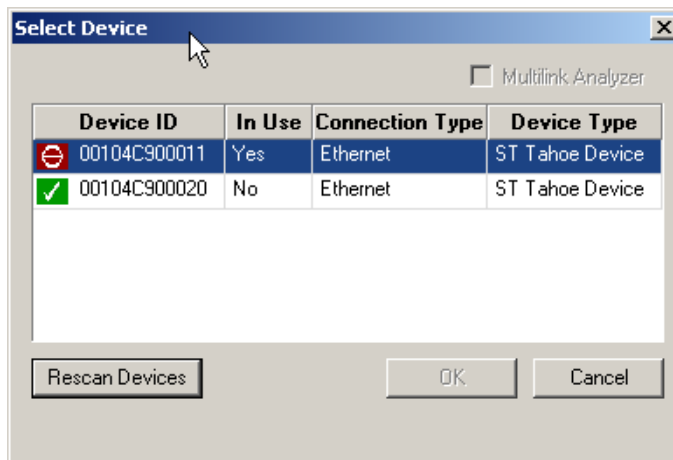 Select Device
Multilink Analyzer
Device ID In Use Connection Type Device Type
00104C900011 Yes Ethernet ST Tahoe Device
00104C900020 No Ethernet ST Tahoe Device
Rescan Devices OK Cancel